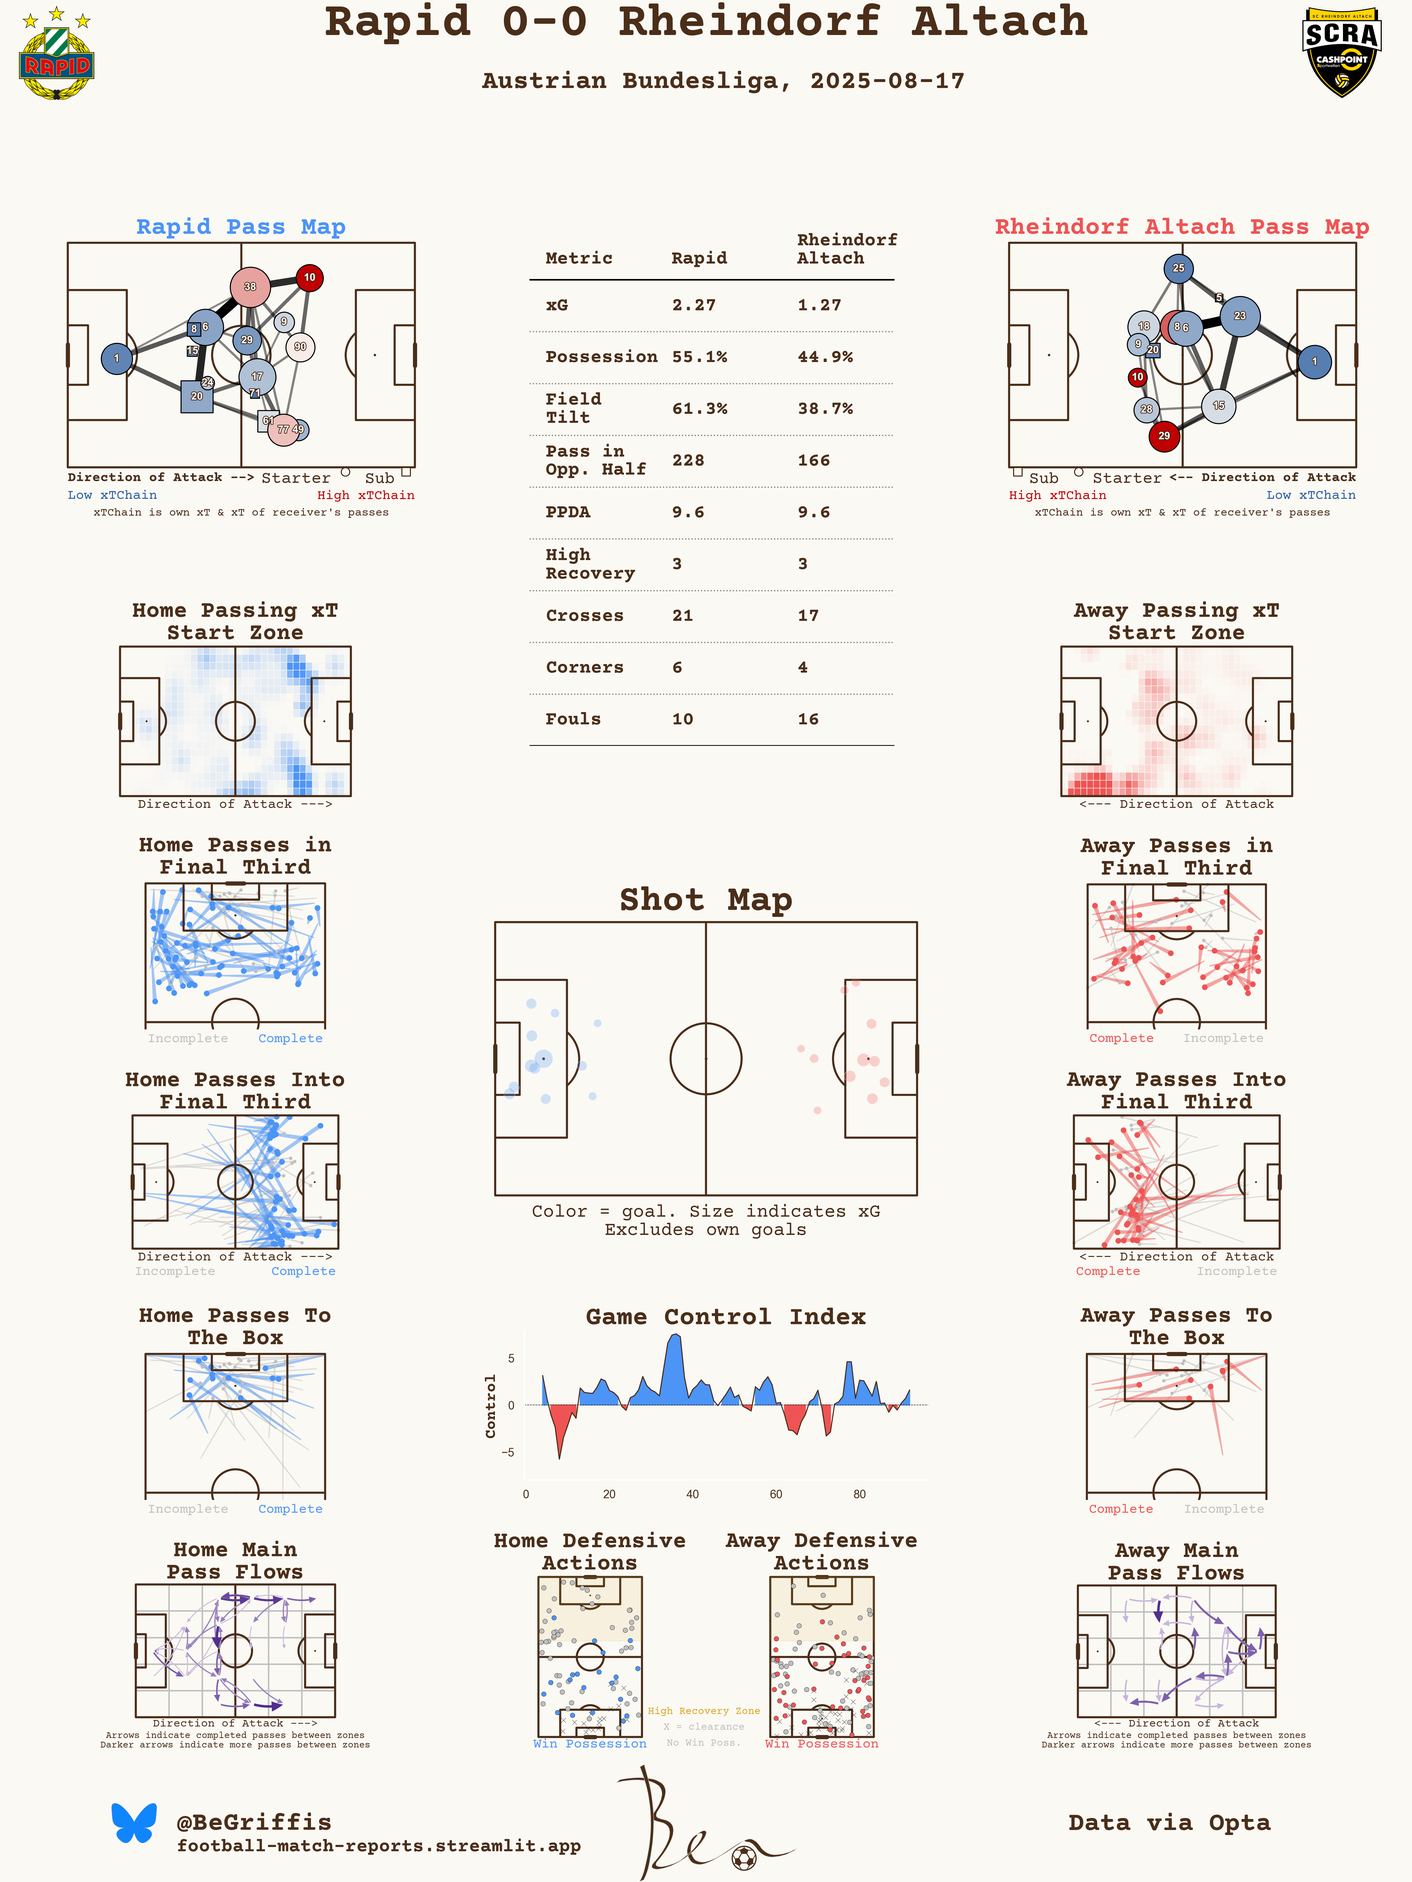 Rapid 0-0 Rheindorf Altach
Austrian Bundesliga, 2025-08-17
RAPID
SC RHEINDORF ALTACH
SCRA
CASHPOINT
Rapid Pass Map
38
10
8
6
9
29
90
15
1
24
20
17
71
61
77
49
Direction of Attack --> Starter Sub
Low xTChain High xTChain
xTChain is own xT & xT of receiver's passes
Metric Rapid Rheindorf Altach
xG 2.27 1.27
Possession 55.1% 44.9%
Field Tilt 61.3% 38.7%
Pass in Opp. Half 228 166
PPDA 9.6 9.6
High Recovery 3 3
Crosses 21 17
Corners 6 4
Fouls 10 16
Rheindorf Altach Pass Map
25
5
23
18
8
6
9
20
1
10
28
15
29
Sub Starter <-- Direction of Attack
High xTChain Low xTChain
xTChain is own xT & xT of receiver's passes
Home Passing xT
Start Zone
Direction of Attack --->
Away Passing xT
Start Zone
<--- Direction of Attack
Home Passes in
Final Third
Incomplete Complete
Away Passes in
Final Third
Complete Incomplete
Shot Map
Color = goal. Size indicates xG
Excludes own goals
Home Passes Into
Final Third
Direction of Attack --->
Incomplete Complete
Away Passes Into
Final Third
<--- Direction of Attack
Complete Incomplete
Home Passes To
The Box
Incomplete Complete
Game Control Index
Control
5
0
−5
0 20 40 60 80
Away Passes To
The Box
Complete Incomplete
Home Main
Pass Flows
Direction of Attack --->
Arrows indicate completed passes between zones
Darker arrows indicate more passes between zones
Home Defensive
Actions
Win Possession
High Recovery Zone
X = clearance
No Win Poss.
Away Defensive
Actions
Win Possession
Away Main
Pass Flows
<--- Direction of Attack
Arrows indicate completed passes between zones
Darker arrows indicate more passes between zones
@BeGriffis
football-match-reports.streamlit.app
Ben
Data via Opta